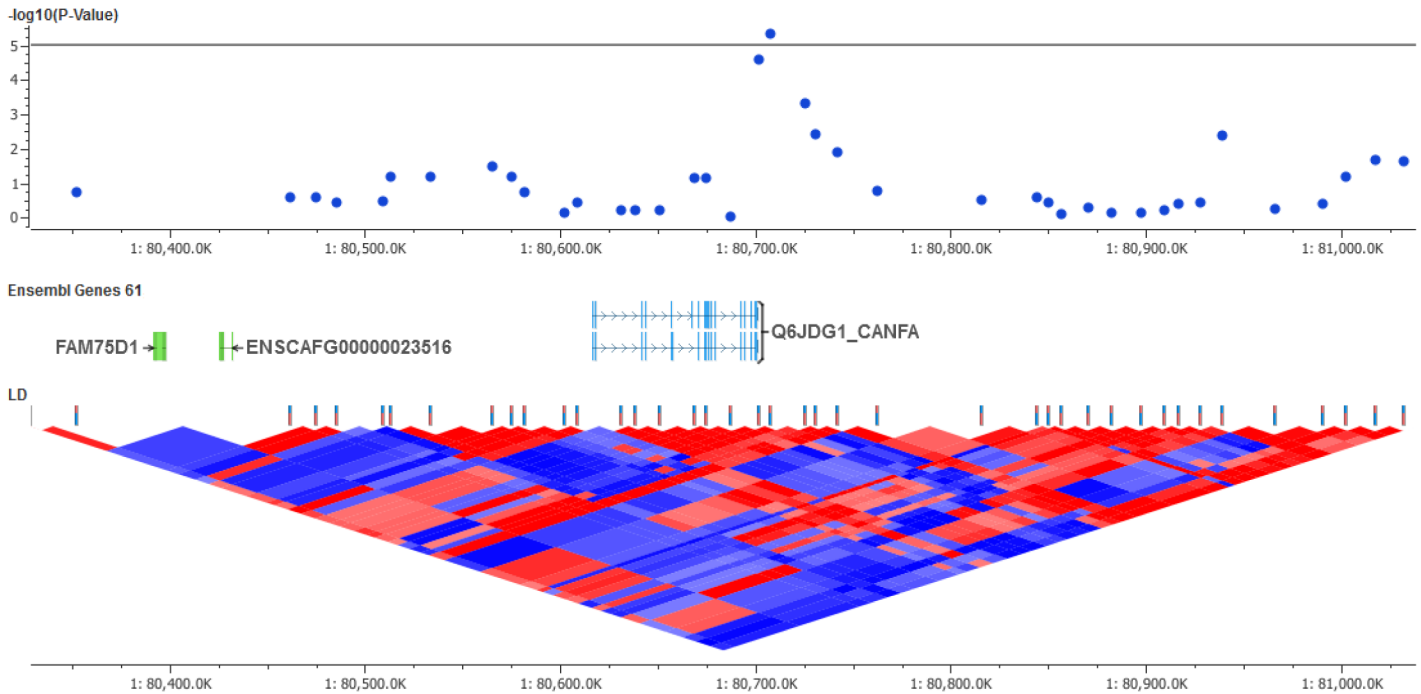 -log10(P-Value)
5
4
3
2
1
0
1: 80,400.0K 1: 80,500.0K 1: 80,600.0K 1: 80,700.0K 1: 80,800.0K 1: 80,900.0K 1: 81,000.0K
Ensembl Genes 61
Q6JDG1_CANFA
FAM75D1 ENSCAFG00000023516
LD
1: 80,400.0K 1: 80,500.0K 1: 80,600.0K 1: 80,700.0K 1: 80,800.0K 1: 80,900.0K 1: 81,000.0K